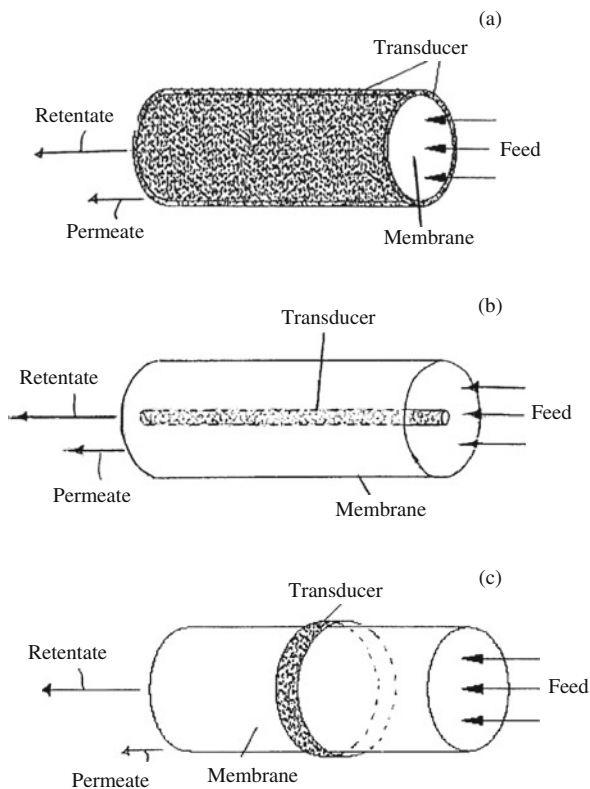 (a)
Transducer
Retentate
Feed
Permeate
Membrane
(b)
Transducer
Retentate
Feed
Permeate
Membrane
(c)
Transducer
Retentate
Feed
Membrane
Permeate